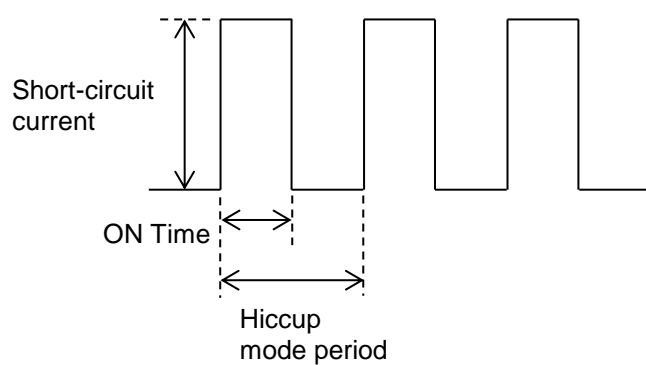 Short-circuit
current
ON Time
Hiccup
mode period